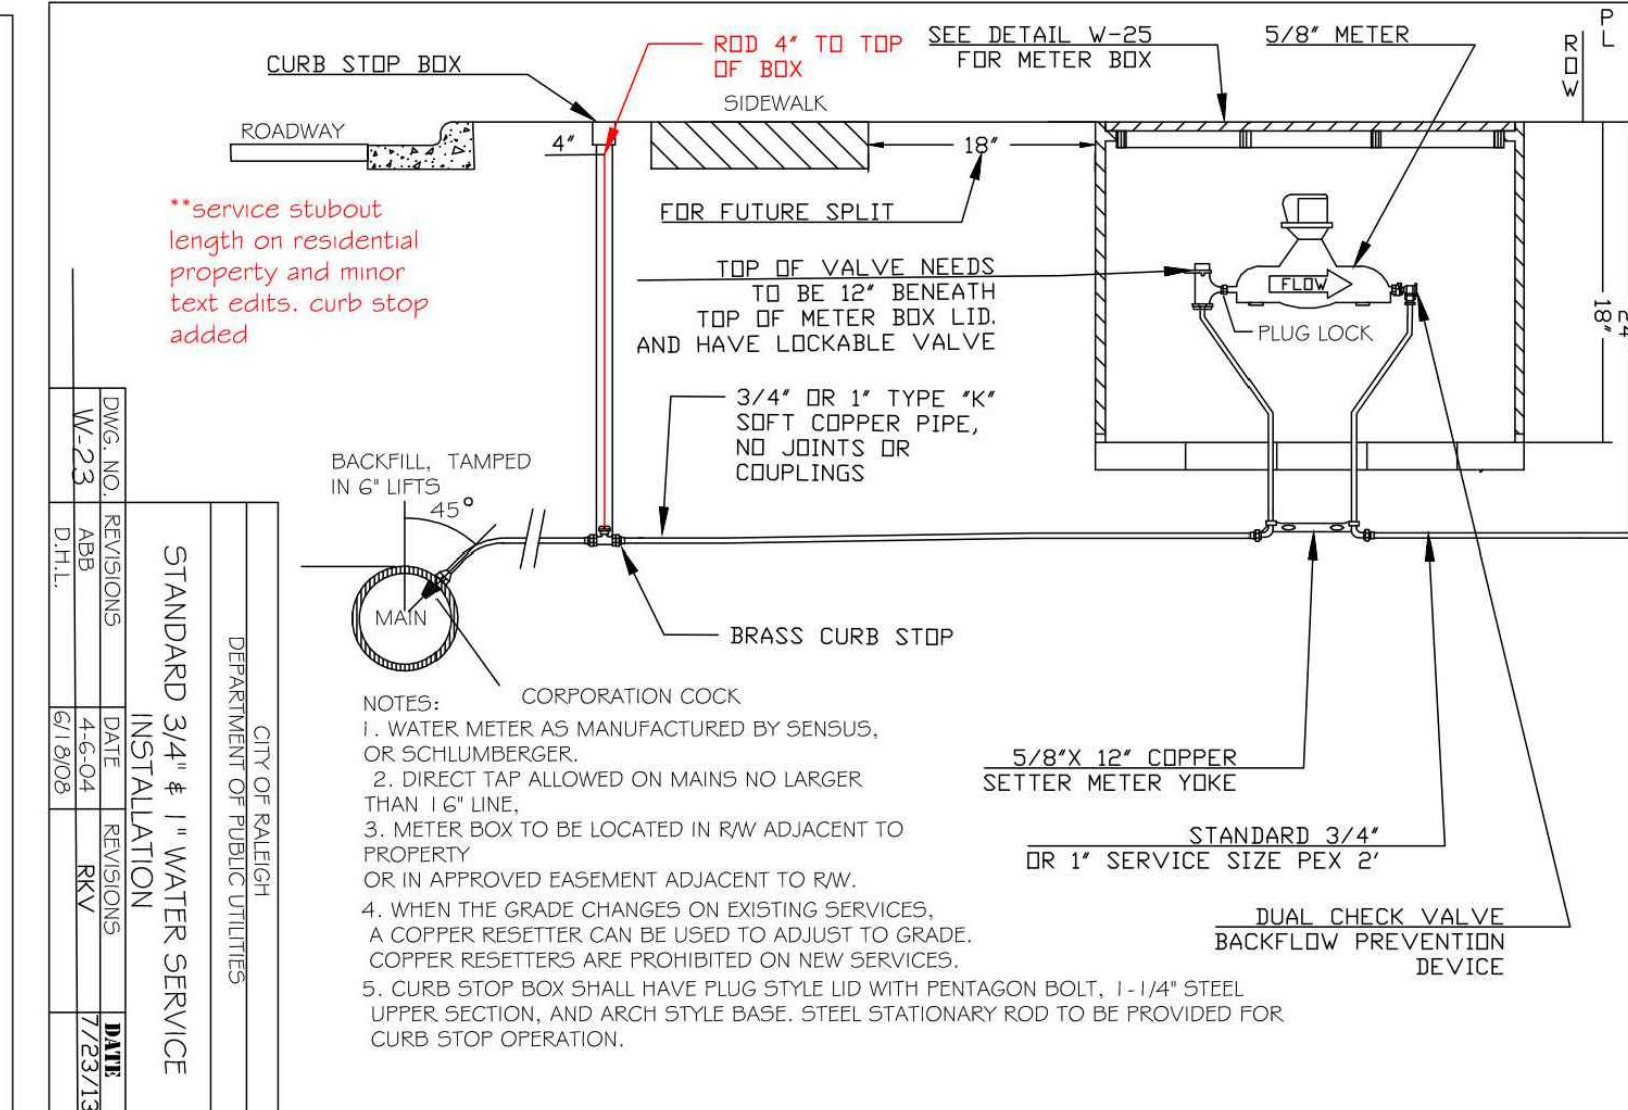 CURB STOP BOX
ROD 4" TO TOP
OF BOX
SEE DETAIL W-25
FOR METER BOX
5/8" METER
P
L
R
O
W
SIDEWALK
ROADWAY
4"
18"
**service stubout
length on residential
property and minor
text edits. curb stop
added
FOR FUTURE SPLIT
TOP OF VALVE NEEDS
TO BE 12" BENEATH
TOP OF METER BOX LID.
AND HAVE LOCKABLE VALVE
FLOW
PLUG LOCK
18"
3/4" OR 1" TYPE "K"
SOFT COPPER PIPE,
NO JOINTS OR
COUPLINGS
BACKFILL, TAMPED
IN 6" LIFTS
45°
MAIN
BRASS CURB STOP
CORPORATION COCK
NOTES:
1. WATER METER AS MANUFACTURED BY SENSUS,
OR SCHLUMBERGER.
2. DIRECT TAP ALLOWED ON MAINS NO LARGER
THAN 16" LINE,
3. METER BOX TO BE LOCATED IN R/W ADJACENT TO
PROPERTY
OR IN APPROVED EASEMENT ADJACENT TO R/W.
4. WHEN THE GRADE CHANGES ON EXISTING SERVICES,
A COPPER RESETTER CAN BE USED TO ADJUST TO GRADE.
COPPER RESETTERS ARE PROHIBITED ON NEW SERVICES.
5. CURB STOP BOX SHALL HAVE PLUG STYLE LID WITH PENTAGON BOLT, 1-1/4" STEEL
UPPER SECTION, AND ARCH STYLE BASE. STEEL STATIONARY ROD TO BE PROVIDED FOR
CURB STOP OPERATION.
5/8"X 12" COPPER
SETTER METER YOKE
STANDARD 3/4"
OR 1" SERVICE SIZE PEX 2'
DUAL CHECK VALVE
BACKFLOW PREVENTION
DEVICE
CITY OF RALEIGH
DEPARTMENT OF PUBLIC UTILITIES
STANDARD 3/4" & 1" WATER SERVICE
INSTALLATION
DWG. NO. REVISIONS DATE REVISIONS DATE
W-23 ABB 4-6-04 RKV 7/23/13
D.H.L. 6/18/08